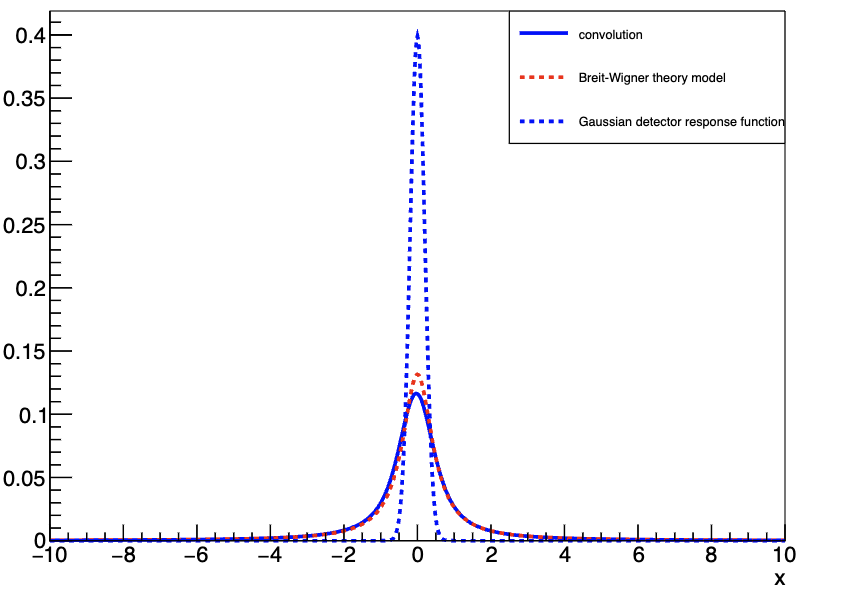 convolution
Breit-Wigner theory model
Gaussian detector response function
0.4
0.35
0.3
0.25
0.2
0.15
0.1
0.05
0
−10 −8 −6 −4 −2 0 2 4 6 8 10
x